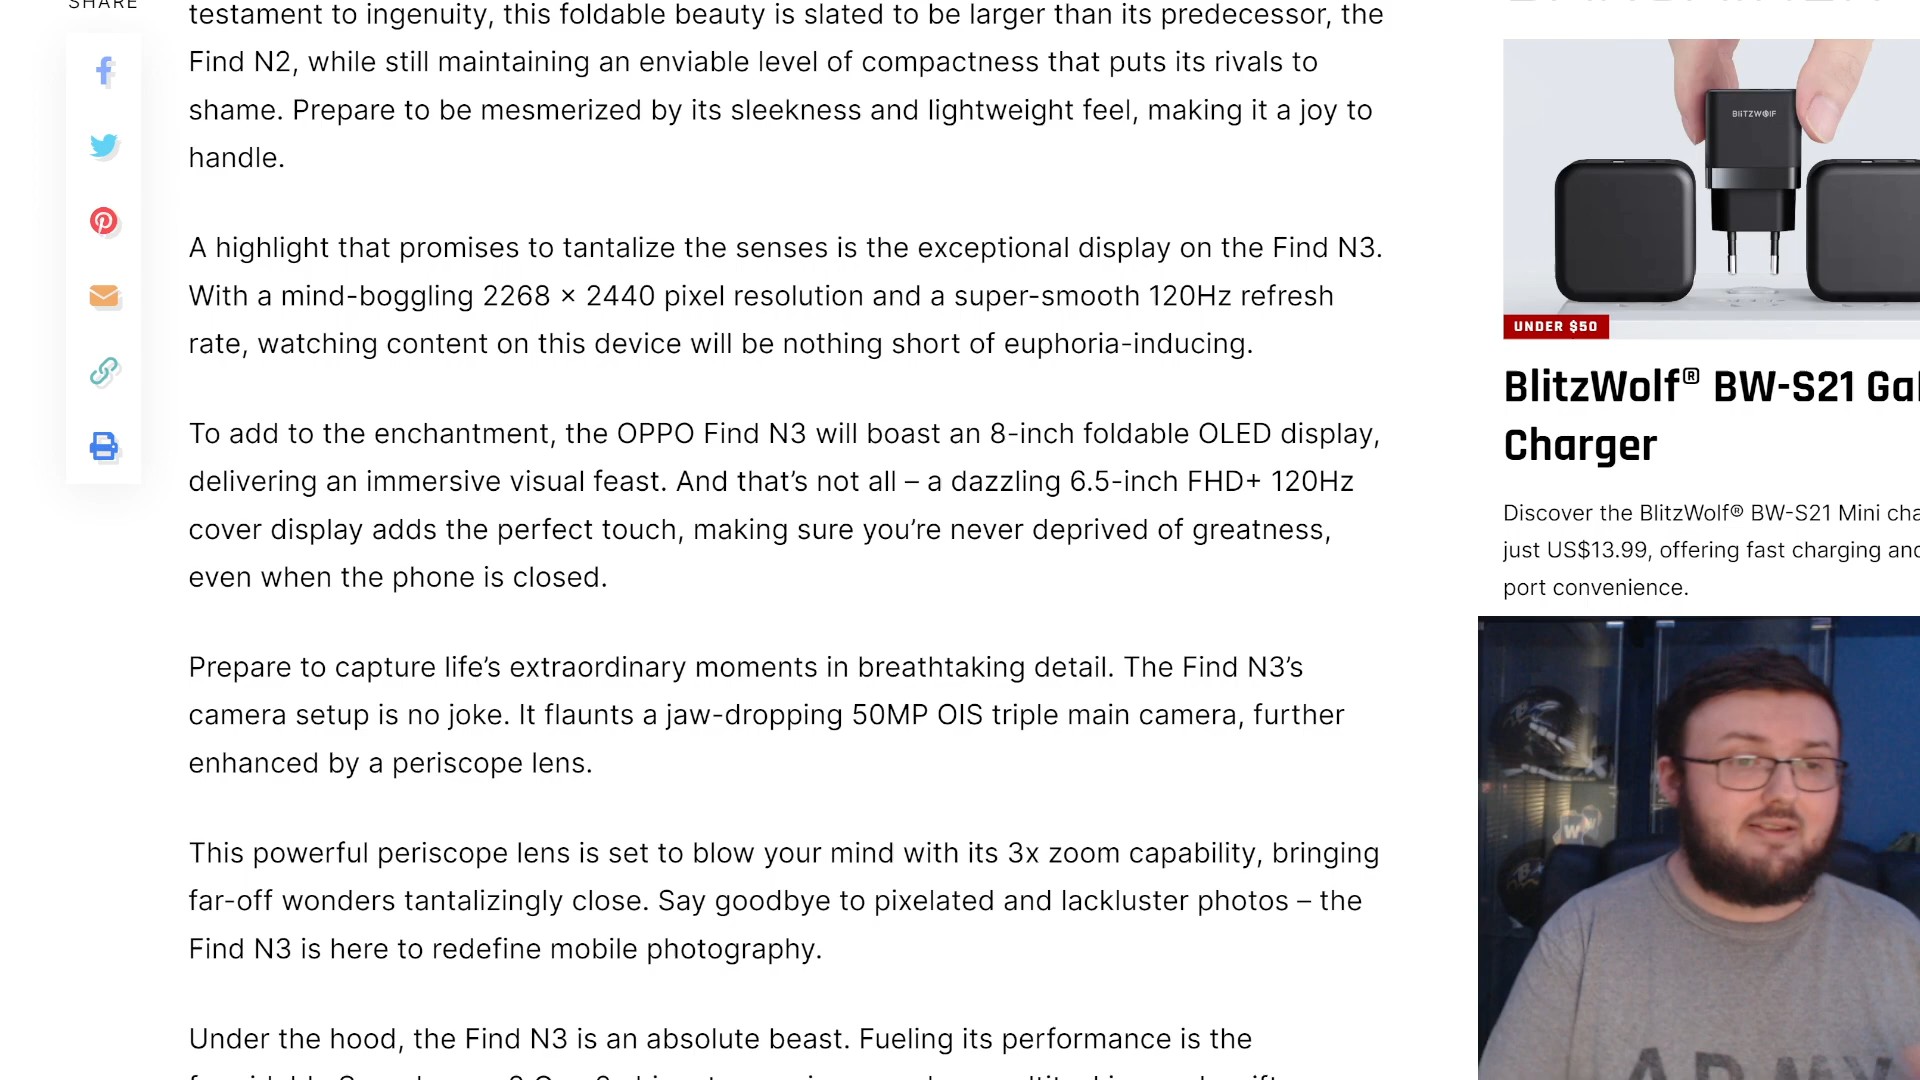 SHARE
testament to ingenuity, this foldable beauty is slated to be larger than its predecessor, the
Find N2, while still maintaining an enviable level of compactness that puts its rivals to
shame. Prepare to be mesmerized by its sleekness and lightweight feel, making it a joy to
handle.
A highlight that promises to tantalize the senses is the exceptional display on the Find N3.
With a mind-boggling 2268 × 2440 pixel resolution and a super-smooth 120Hz refresh
rate, watching content on this device will be nothing short of euphoria-inducing.
To add to the enchantment, the OPPO Find N3 will boast an 8-inch foldable OLED display,
delivering an immersive visual feast. And that’s not all – a dazzling 6.5-inch FHD+ 120Hz
cover display adds the perfect touch, making sure you’re never deprived of greatness,
even when the phone is closed.
Prepare to capture life’s extraordinary moments in breathtaking detail. The Find N3’s
camera setup is no joke. It flaunts a jaw-dropping 50MP OIS triple main camera, further
enhanced by a periscope lens.
This powerful periscope lens is set to blow your mind with its 3x zoom capability, bringing
far-off wonders tantalizingly close. Say goodbye to pixelated and lackluster photos – the
Find N3 is here to redefine mobile photography.
Under the hood, the Find N3 is an absolute beast. Fueling its performance is the
BlitzWolf
UNDER $50
BlitzWolf® BW-S21 Ga
Charger
Discover the BlitzWolf® BW-S21 Mini cha
just US$13.99, offering fast charging and
port convenience.
W
ARMY